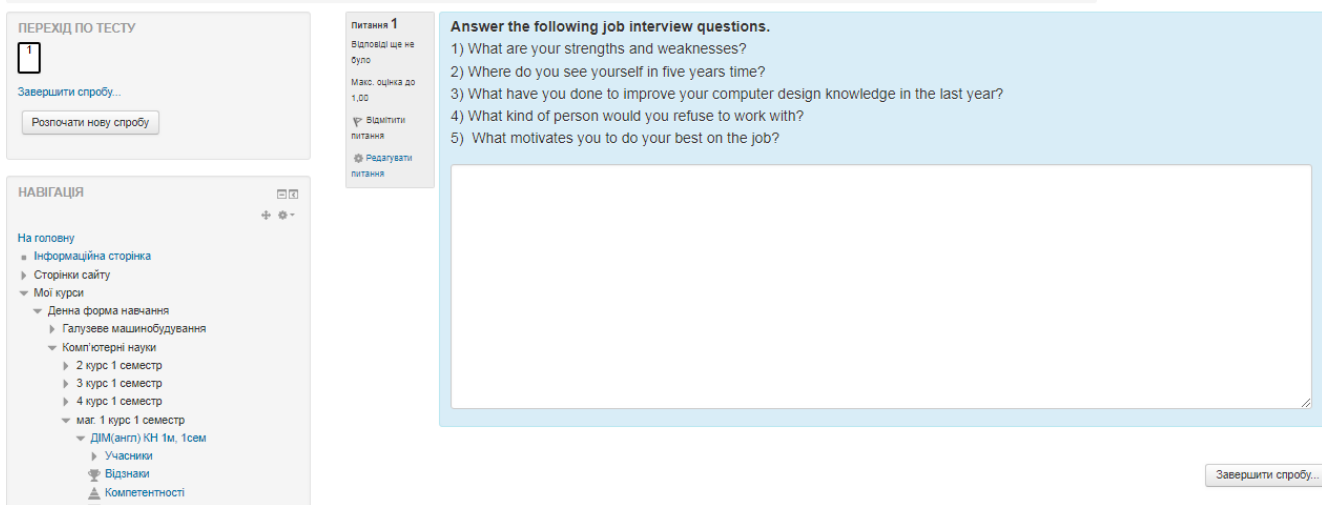 ПЕРЕХІД ПО ТЕСТУ
1
Завершити спробу...
Розпочати нову спробу
НАВІГАЦІЯ
На головну
Інформаційна сторінка
Сторінки сайту
Мої курси
Денна форма навчання
Галузеве машинобудування
Комп'ютерні науки
2 курс 1 семестр
3 курс 1 семестр
4 курс 1 семестр
маг. 1 курс 1 семестр
ДІМ(англ) КН 1м, 1сем
Учасники
Відзнаки
Компетентності
Питання 1
Відповіді ще не
було
Макс. оцінка до
1,00
Відмітити
питання
Редагувати
питання
Answer the following job interview questions.
1) What are your strengths and weaknesses?
2) Where do you see yourself in five years time?
3) What have you done to improve your computer design knowledge in the last year?
4) What kind of person would you refuse to work with?
5) What motivates you to do your best on the job?
Завершити спробу...